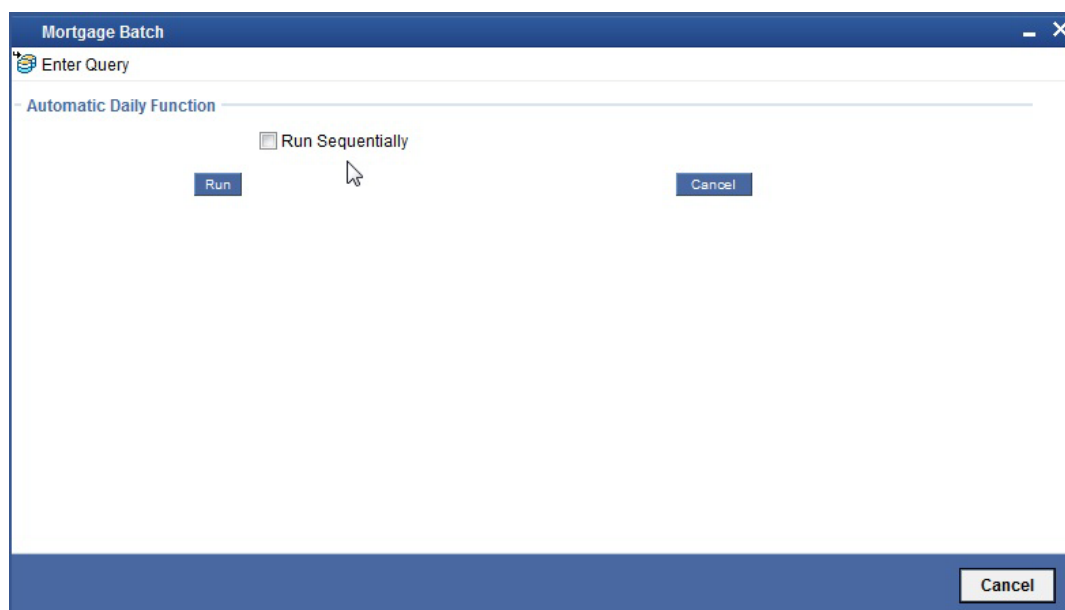 Mortgage Batch
Enter Query
Automatic Daily Function
Run Sequentially
Run Cancel
Cancel